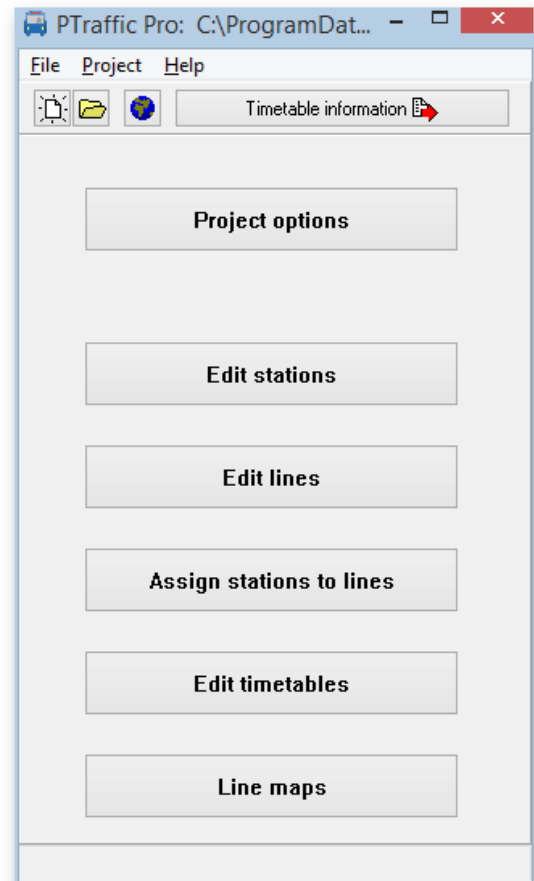 PTraffic Pro: C:\ProgramDat...
File Project Help
Timetable information
Project options
Edit stations
Edit lines
Assign stations to lines
Edit timetables
Line maps